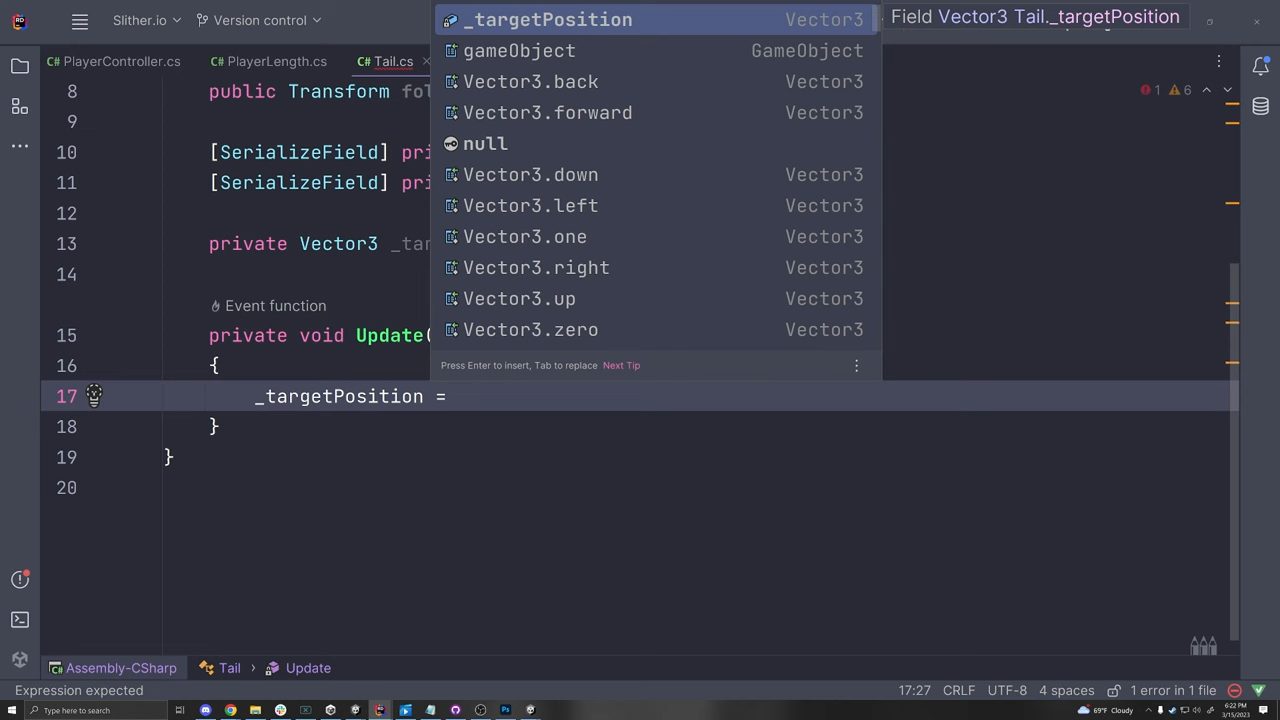 Slither.io
Version control
_targetPosition Vector3
Field Vector3 Tail._targetPosition
gameObject GameObject
Vector3.back Vector3
Vector3.forward Vector3
null
Vector3.down Vector3
Vector3.left Vector3
Vector3.one Vector3
Vector3.right Vector3
Vector3.up Vector3
Vector3.zero Vector3
Press Enter to insert, Tab to replace Next Tip
C# PlayerController.cs
C# PlayerLength.cs
C# Tail.cs
1 6
8 public Transform fol
9
10 [SerializeField] pri
11 [SerializeField] pri
12
13 private Vector3 _tar
14
Event function
15 private void Update(
16 {
17 _targetPosition =
18 }
19 }
20
Assembly-CSharp Tail Update
Expression expected
17:27 CRLF UTF-8 4 spaces 1 error in 1 file
Type here to search
69°F Cloudy
6:22 PM
3/15/2023